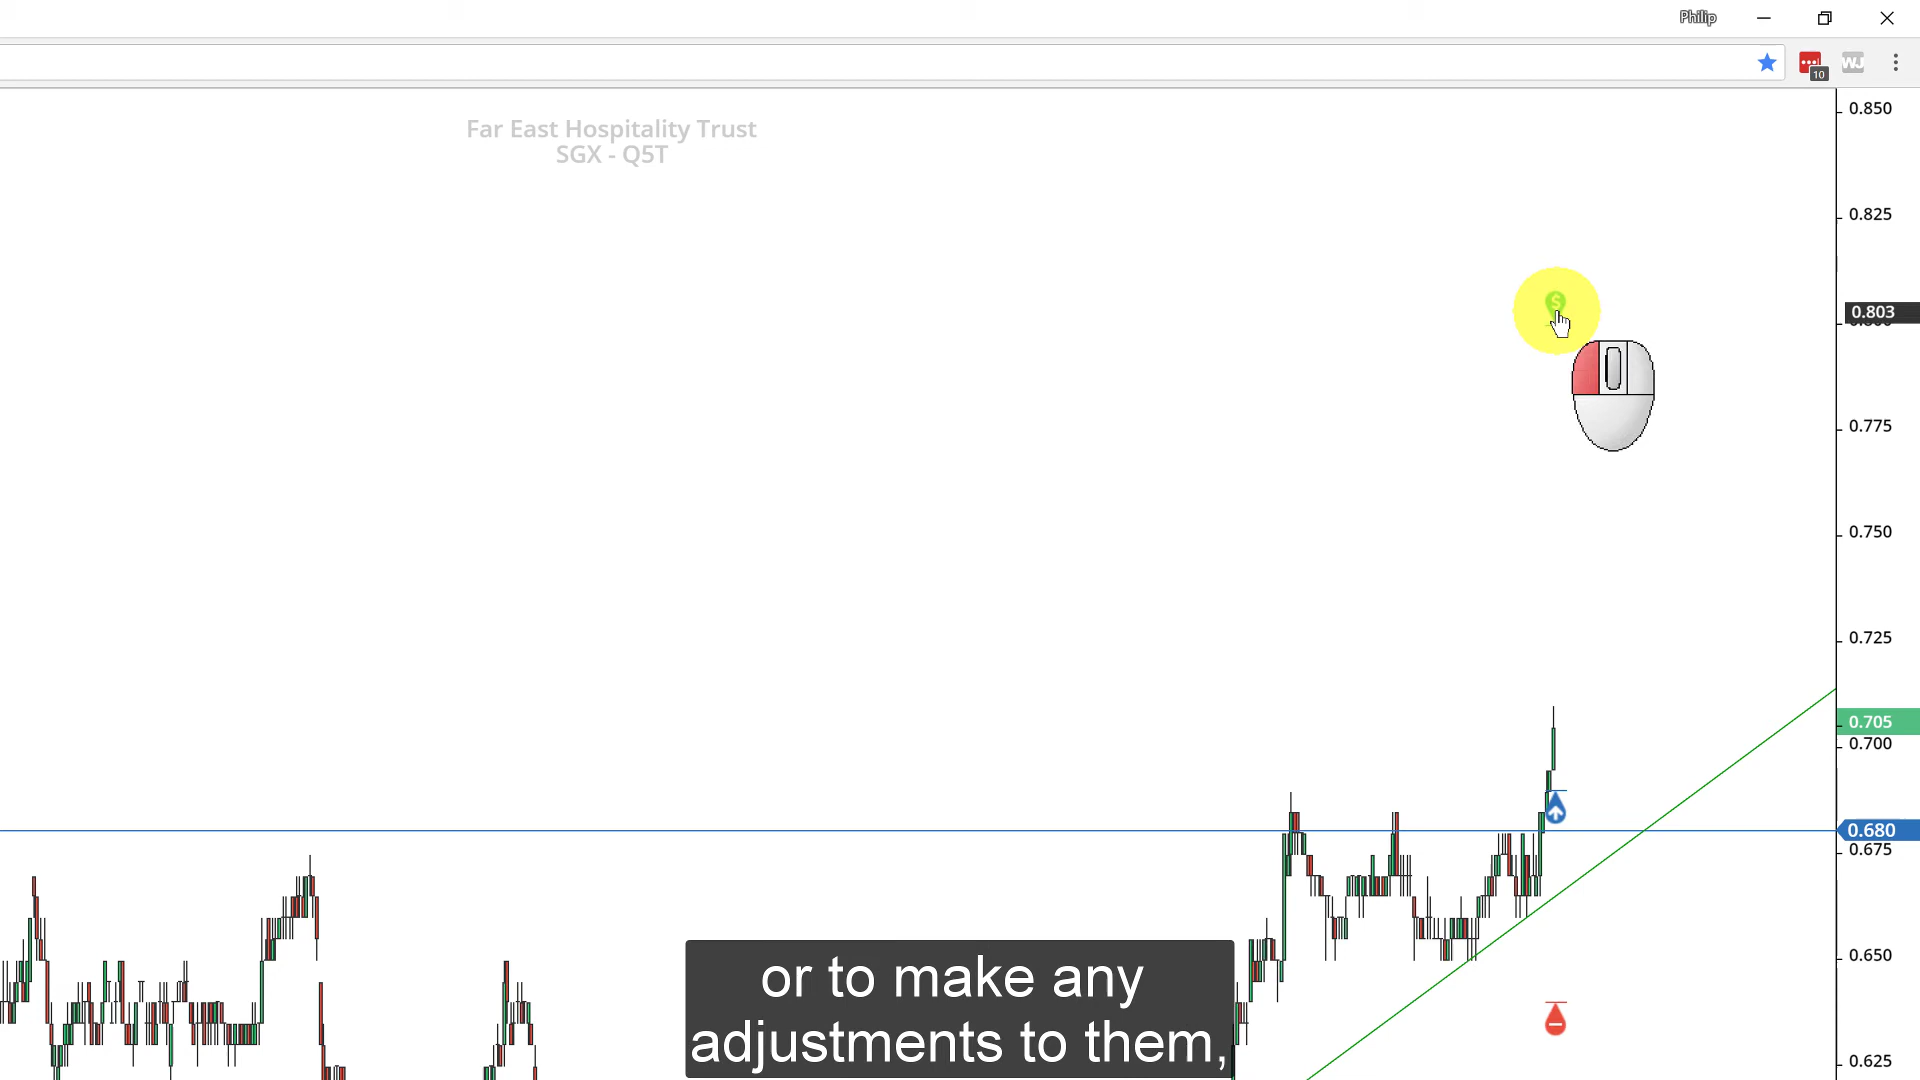 Philip
10
WJ
Far East Hospitality Trust
SGX - Q5T
0.850
0.825
$
0.803
0.775
0.750
0.725
0.705
0.700
0.680
0.675
0.650
0.625
or to make any
adjustments to them,